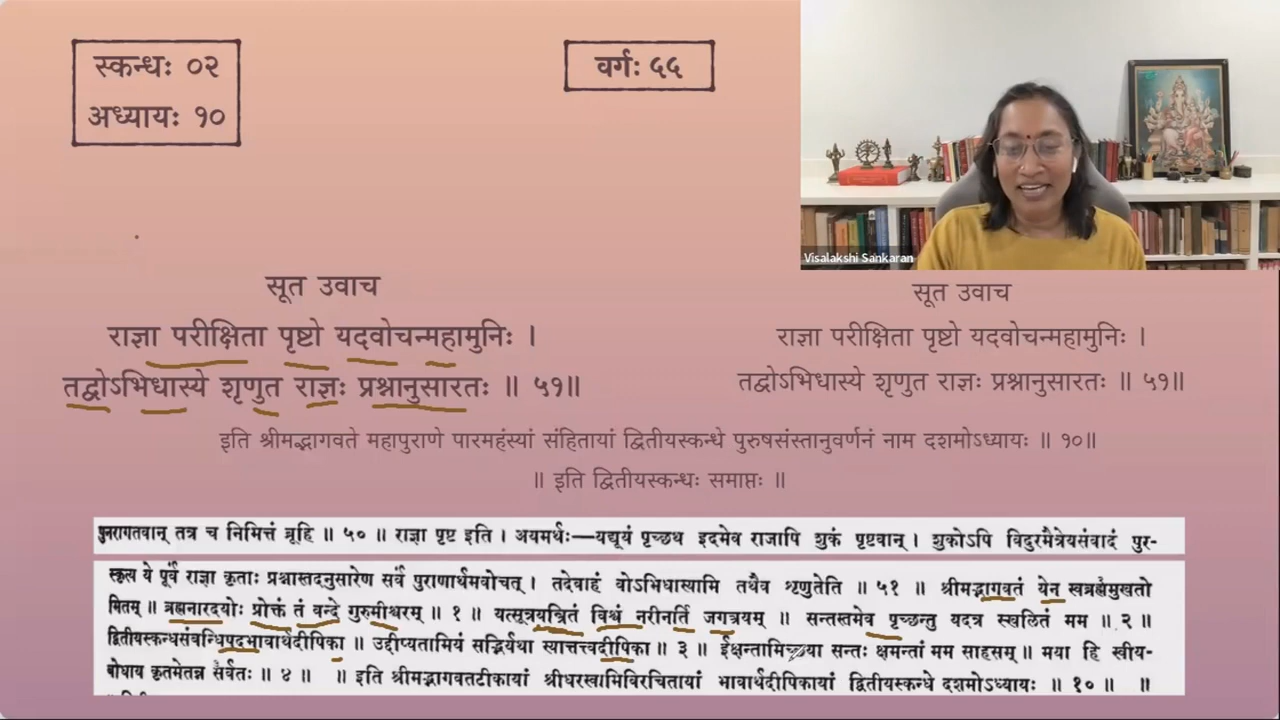 स्कन्धः ०२
अध्यायः १०
वर्गः ५५
Visalakshi Sankaran
सूत उवाच
राज्ञा परीक्षिता पृष्टो यदवोचन्महामुनिः ।
तद्वोऽभिधास्ये शृणुत राज्ञः प्रश्नानुसारतः ॥ ५१॥
सूत उवाच
राज्ञा परीक्षिता पृष्टो यदवोचन्महामुनिः ।
तद्वोऽभिधास्ये शृणुत राज्ञः प्रश्नानुसारतः ॥ ५१॥
इति श्रीमद्भागवते महापुराणे पारमहंस्यां संहितायां द्वितीयस्कन्धे पुरुषसंस्तानुवर्णनं नाम दशमोऽध्यायः ॥ १०॥
॥ इति द्वितीयस्कन्धः समाप्तः ॥
पुनरागतवान् तत्र च निमित्तं ब्रूहि ॥ ५० ॥ राज्ञा पृष्ट इति । अयमर्थः—यद्यूयं पृच्छथ इदमेव राजापि शुकं पृष्टवान् । शुकोऽपि विदुरमैत्रेयसंवादं पुर-
स्कृत्य ये पूर्वं राज्ञा कृताः प्रश्नास्तदनुसारेण सर्वं पुराणार्थमवोचत् । तदेवाहं वोऽभिधास्यामि तथैव शृणुतेति ॥ ५१ ॥ श्रीमद्भागवतं येन स्वब्रह्ममुखतो
मितम् ॥ ब्रह्मनारदयोः प्रोक्तं तं वन्दे गुरुमीश्वरम् ॥ १ ॥ यत्सूत्रयन्त्रितं विश्वं नरीनर्ति जगत्रयम् ॥ सन्तस्तमेव पृच्छन्तु यदत्र स्खलितं मम ॥ २ ॥
द्वितीयस्कन्धसंबन्धिपदभावार्थदीपिका ॥ उद्दीप्यतामियं सद्भिर्यथा स्यात्तत्त्वदीपिका ॥ ३ ॥ ईक्षन्तामिच्छया सन्तः क्षमन्तां मम साहसम् ॥ मया हि स्वीय-
बोधाय कृतमेतन्न सर्वतः ॥ ४ ॥ ॥ इति श्रीमद्भागवतटीकायां श्रीधरस्वामिविरचितायां भावार्थदीपिकायां द्वितीयस्कन्धे दशमोऽध्यायः ॥ १० ॥ ॥